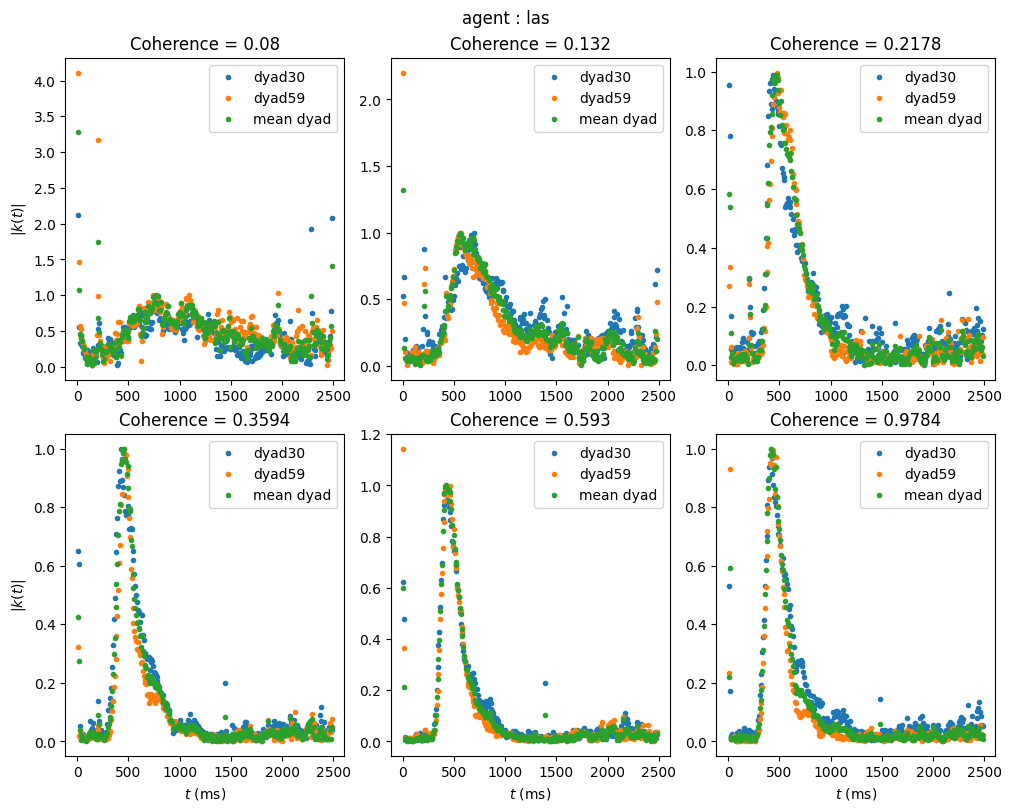 agent : las
Coherence = 0.08
|k(t)|
4.0
3.5
3.0
2.5
2.0
1.5
1.0
0.5
0.0
0 500 1000 1500 2000 2500
dyad30
dyad59
mean dyad
Coherence = 0.132
2.0
1.5
1.0
0.5
0.0
0 500 1000 1500 2000 2500
dyad30
dyad59
mean dyad
Coherence = 0.2178
1.0
0.8
0.6
0.4
0.2
0.0
0 500 1000 1500 2000 2500
dyad30
dyad59
mean dyad
Coherence = 0.3594
|k(t)|
1.0
0.8
0.6
0.4
0.2
0.0
0 500 1000 1500 2000 2500
t (ms)
dyad30
dyad59
mean dyad
Coherence = 0.593
1.2
1.0
0.8
0.6
0.4
0.2
0.0
0 500 1000 1500 2000 2500
t (ms)
dyad30
dyad59
mean dyad
Coherence = 0.9784
1.0
0.8
0.6
0.4
0.2
0.0
0 500 1000 1500 2000 2500
t (ms)
dyad30
dyad59
mean dyad